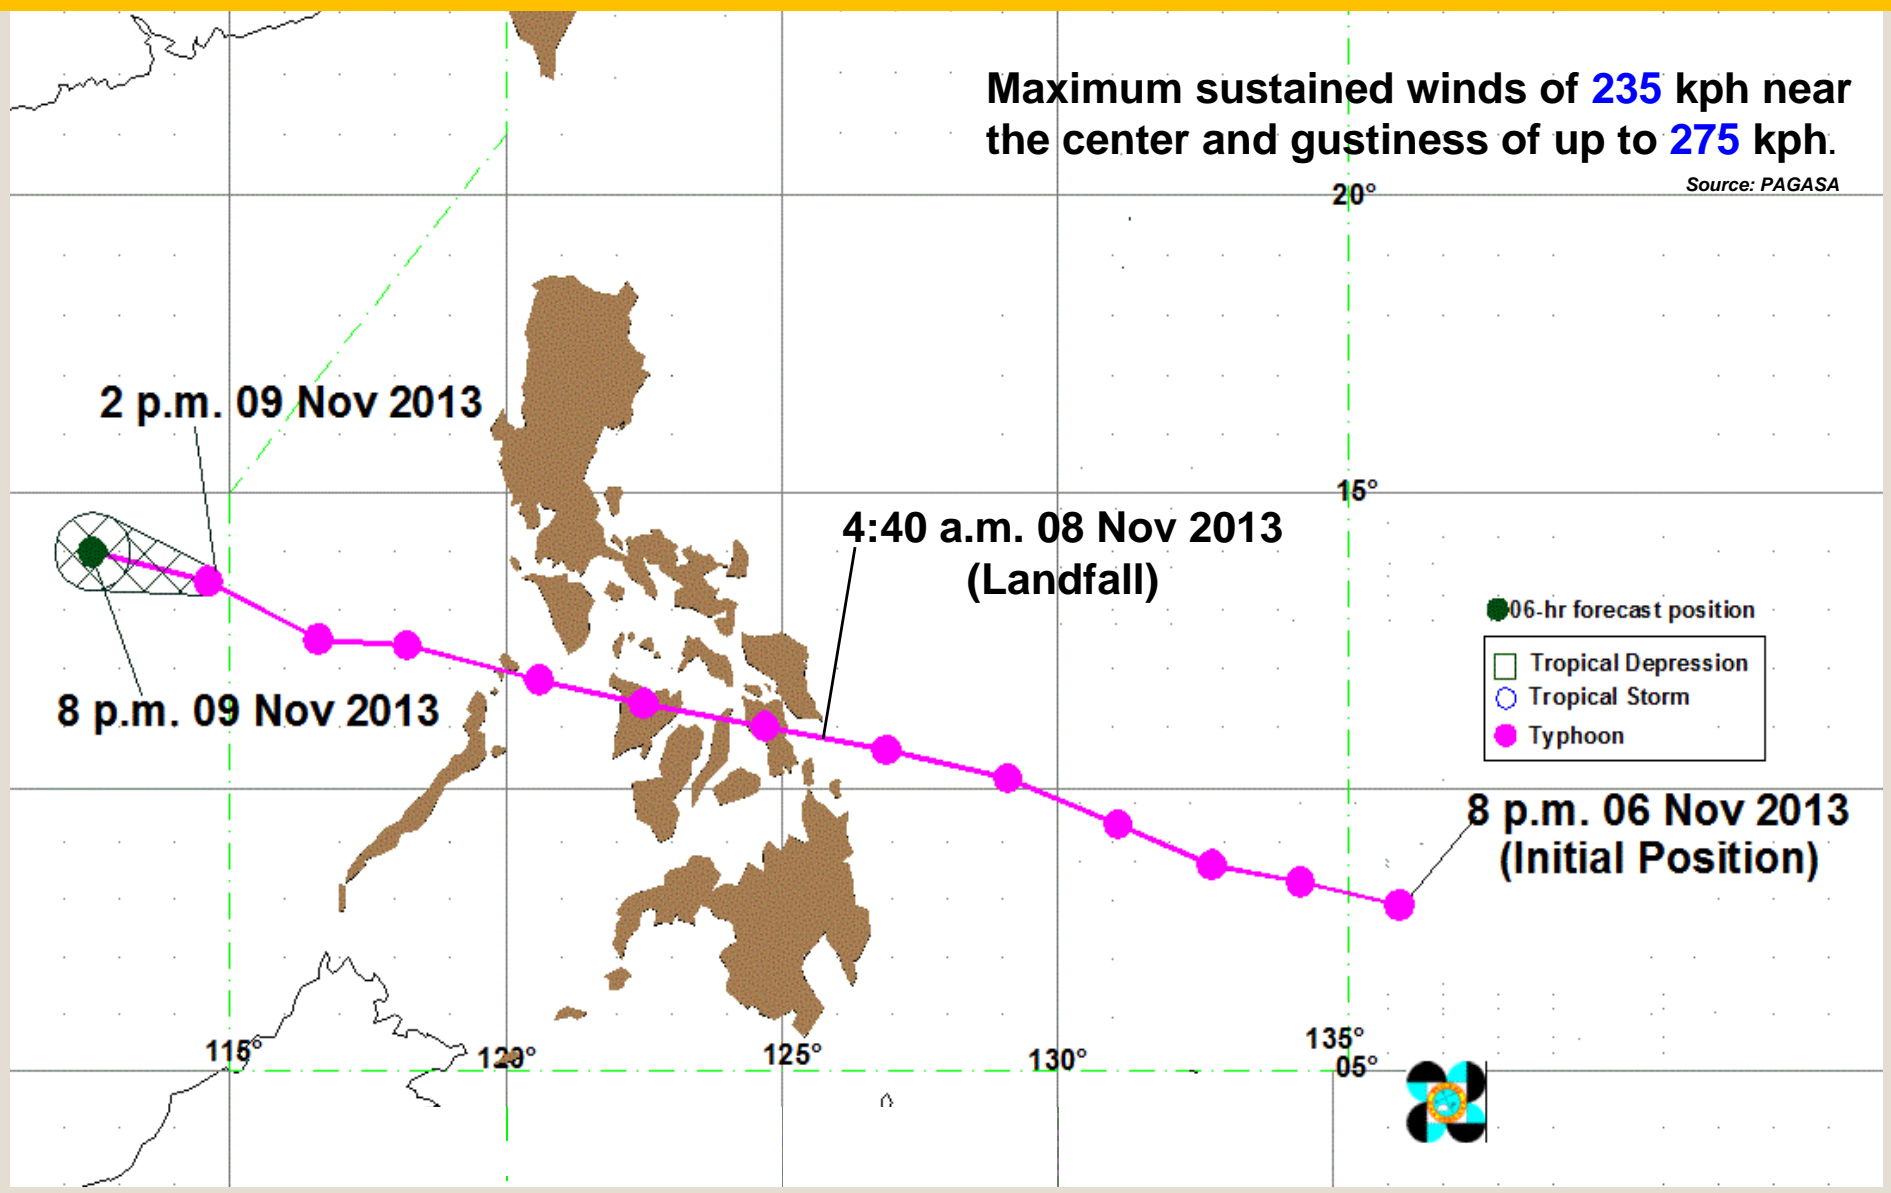 Maximum sustained winds of 235 kph near
the center and gustiness of up to 275 kph.
Source: PAGASA
20°
2 p.m. 09 Nov 2013
15°
4:40 a.m. 08 Nov 2013
(Landfall)
06-hr forecast position
Tropical Depression
Tropical Storm
Typhoon
8 p.m. 09 Nov 2013
8 p.m. 06 Nov 2013
(Initial Position)
115°
120°
125°
130°
135°
05°